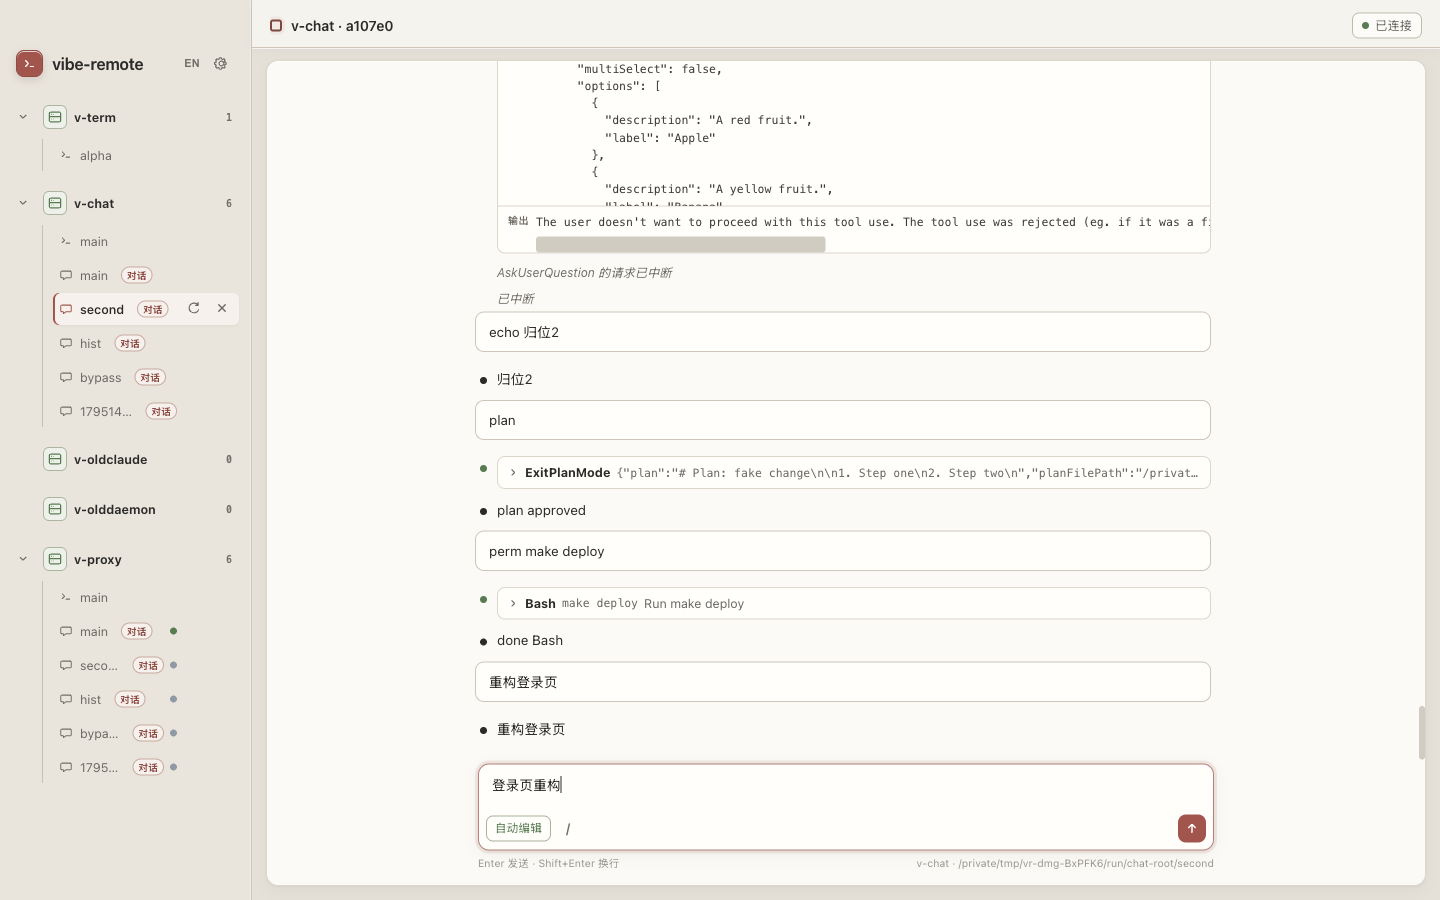 vibe-remote
EN
v-term
1
alpha
v-chat
6
main
main
对话
second
对话
hist
对话
bypass
对话
179514...
对话
v-oldclaude
0
v-olddaemon
0
v-proxy
6
main
main
对话
seco...
对话
hist
对话
bypa...
对话
1795...
对话
v-chat · a107e0
已连接
"multiSelect": false,
"options": [
{
"description": "A red fruit.",
"label": "Apple"
},
{
"description": "A yellow fruit.",
"label": "Banana"
输出 The user doesn't want to proceed with this tool use. The tool use was rejected (eg. if it was a
AskUserQuestion 的请求已中断
已中断
echo 归位2
归位2
plan
ExitPlanMode {"plan":"# Plan: fake change\n\n1. Step one\n2. Step two\n","planFilePath":"/privat…
plan approved
perm make deploy
Bash make deploy Run make deploy
done Bash
重构登录页
重构登录页
登录页重构
自动编辑 /
Enter 发送 · Shift+Enter 换行
v-chat · /private/tmp/vr-dmg-BxPFK6/run/chat-root/second